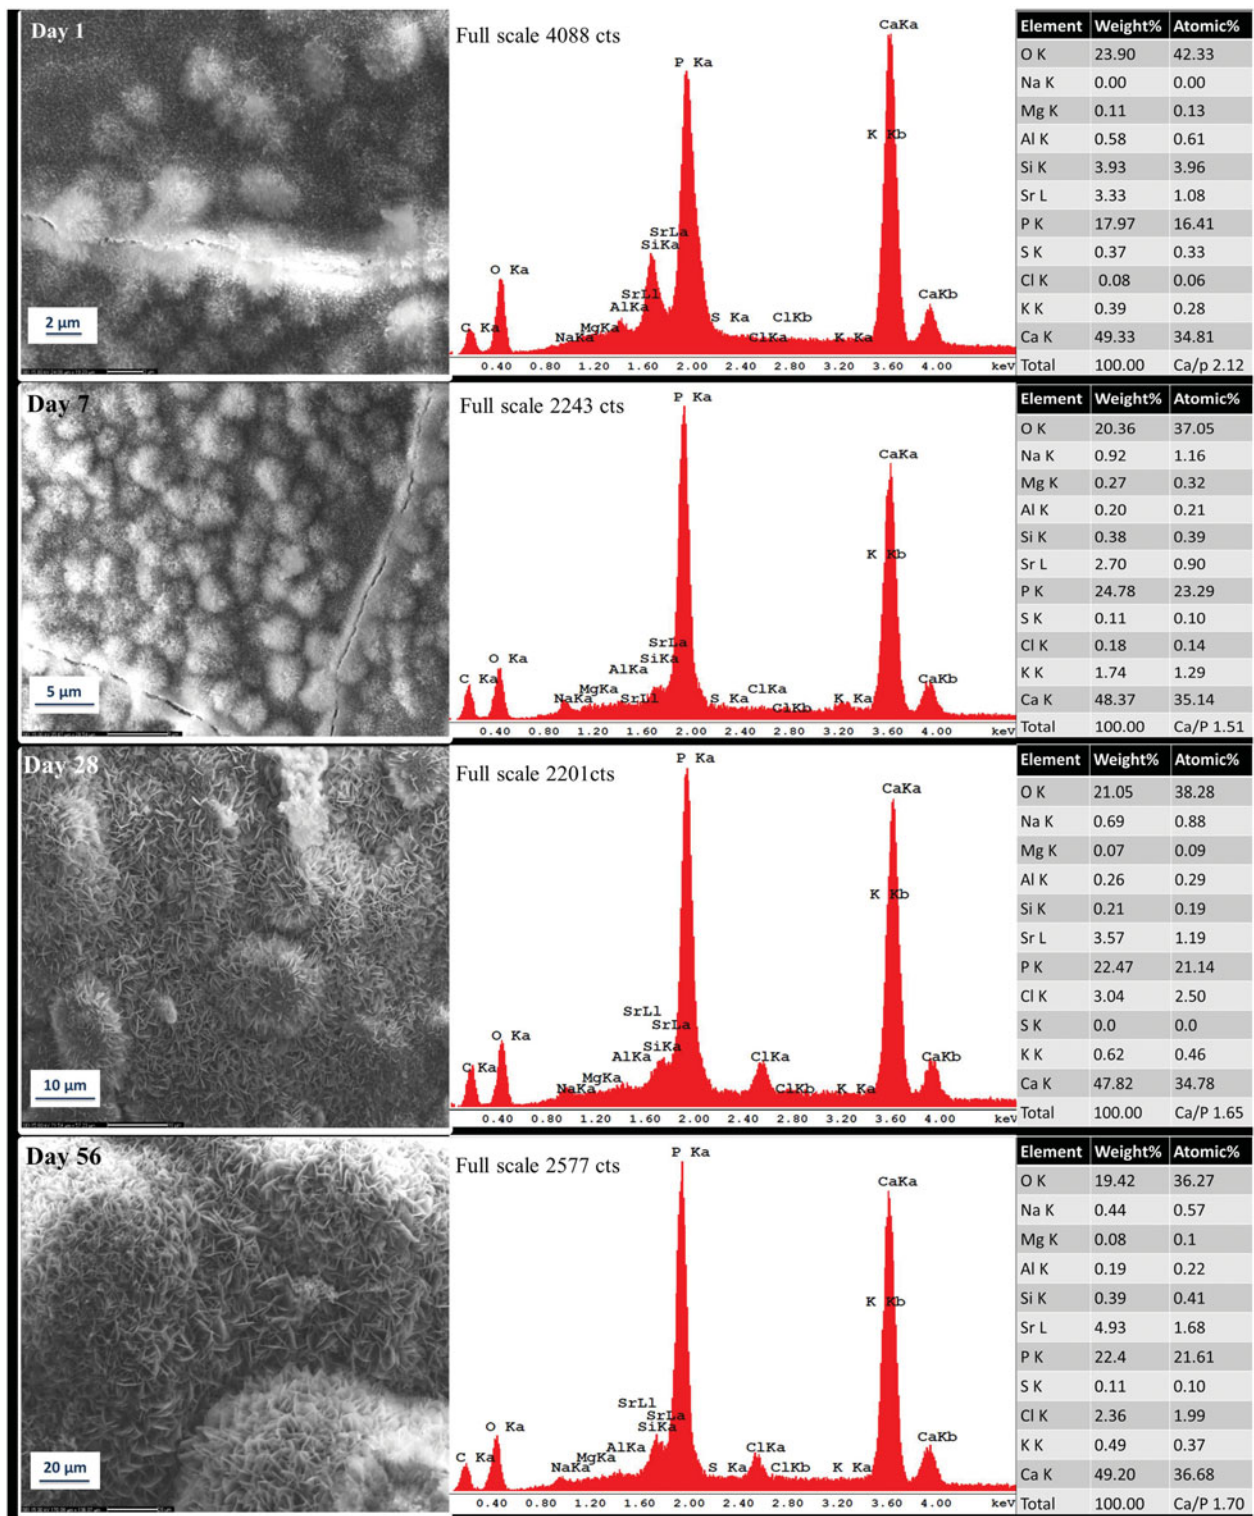 Day 1
2 μm
Full scale 4088 cts
CaKa
P Ka
K Kb
SrLa
SiKa
O Ka
SrLl
AlKa
CaKb
C Ka
MgKa
NaKa
S Ka
ClKb
ClKa
K Ka
0.40 0.80 1.20 1.60 2.00 2.40 2.80 3.20 3.60 4.00 keV
Element Weight% Atomic%
O K 23.90 42.33
Na K 0.00 0.00
Mg K 0.11 0.13
Al K 0.58 0.61
Si K 3.93 3.96
Sr L 3.33 1.08
P K 17.97 16.41
S K 0.37 0.33
Cl K 0.08 0.06
K K 0.39 0.28
Ca K 49.33 34.81
Total 100.00 Ca/p 2.12
Day 7
5 μm
Full scale 2243 cts
P Ka
CaKa
K Kb
SrLa
O Ka
SiKa
AlKa
C Ka
MgKa
NaKa
SrLl
S Ka
ClKa
ClKb
K Ka
CaKb
0.40 0.80 1.20 1.60 2.00 2.40 2.80 3.20 3.60 4.00 keV
Element Weight% Atomic%
O K 20.36 37.05
Na K 0.92 1.16
Mg K 0.27 0.32
Al K 0.20 0.21
Si K 0.38 0.39
Sr L 2.70 0.90
P K 24.78 23.29
S K 0.11 0.10
Cl K 0.18 0.14
K K 1.74 1.29
Ca K 48.37 35.14
Total 100.00 Ca/P 1.51
Day 28
10 μm
Full scale 2201cts
P Ka
CaKa
K Kb
SrLl
SrLa
O Ka
SiKa
AlKa
C Ka
MgKa
NaKa
ClKa
ClKb
K Ka
CaKb
0.40 0.80 1.20 1.60 2.00 2.40 2.80 3.20 3.60 4.00 keV
Element Weight% Atomic%
O K 21.05 38.28
Na K 0.69 0.88
Mg K 0.07 0.09
Al K 0.26 0.29
Si K 0.21 0.19
Sr L 3.57 1.19
P K 22.47 21.14
Cl K 3.04 2.50
S K 0.0 0.0
K K 0.62 0.46
Ca K 47.82 34.78
Total 100.00 Ca/P 1.65
Day 56
20 μm
Full scale 2577 cts
P Ka
CaKa
K Kb
SrLl
SrLa
O Ka
SiKa
AlKa
C Ka
MgKa
NaKa
S Ka
ClKa
ClKb
K Ka
CaKb
0.40 0.80 1.20 1.60 2.00 2.40 2.80 3.20 3.60 4.00 keV
Element Weight% Atomic%
O K 19.42 36.27
Na K 0.44 0.57
Mg K 0.08 0.1
Al K 0.19 0.22
Si K 0.39 0.41
Sr L 4.93 1.68
P K 22.4 21.61
S K 0.11 0.10
Cl K 2.36 1.99
K K 0.49 0.37
Ca K 49.20 36.68
Total 100.00 Ca/P 1.70